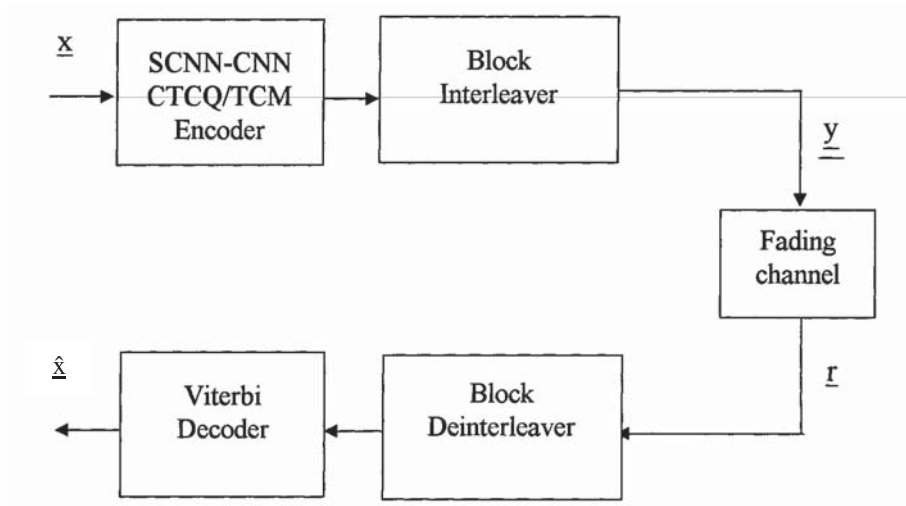 x
SCNN-CNN
CTCQ/TCM
Encoder
Block
Interleaver
y
Fading
channel
r
Block
Deinterleaver
Viterbi
Decoder
x̂